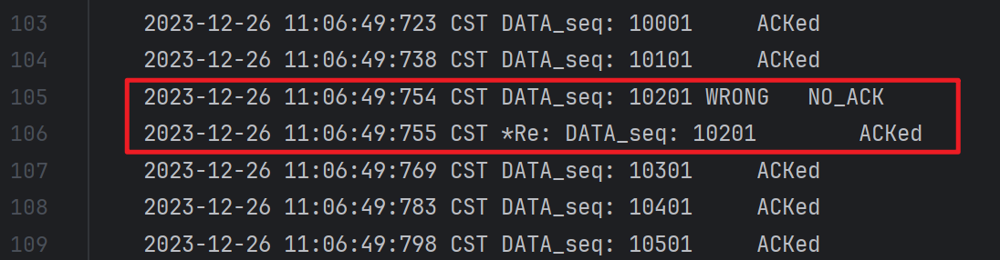 103 2023-12-26 11:06:49:723 CST DATA_seq: 10001 ACKed
104 2023-12-26 11:06:49:738 CST DATA_seq: 10101 ACKed
105 2023-12-26 11:06:49:754 CST DATA_seq: 10201 WRONG NO_ACK
106 2023-12-26 11:06:49:755 CST *Re: DATA_seq: 10201 ACKed
107 2023-12-26 11:06:49:769 CST DATA_seq: 10301 ACKed
108 2023-12-26 11:06:49:783 CST DATA_seq: 10401 ACKed
109 2023-12-26 11:06:49:798 CST DATA_seq: 10501 ACKed